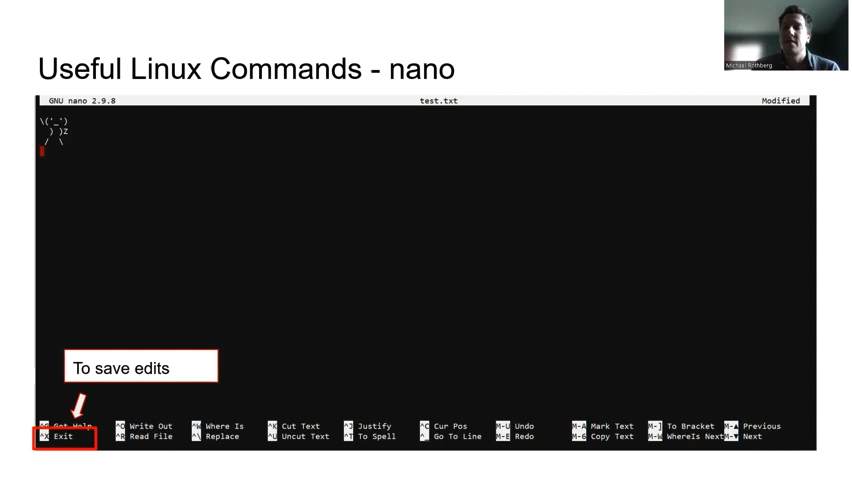 Michael Rothberg
Useful Linux Commands - nano
GNU nano 2.9.8 test.txt Modified
\('_')
) )Z
/ \
To save edits
^G Get Help ^O Write Out ^W Where Is ^K Cut Text ^J Justify ^C Cur Pos M-U Undo M-A Mark Text M-] To Bracket M-▲ Previous
^X Exit ^R Read File ^\ Replace ^U Uncut Text ^T To Spell ^_ Go To Line M-E Redo M-6 Copy Text M-W WhereIs Next M-▼ Next